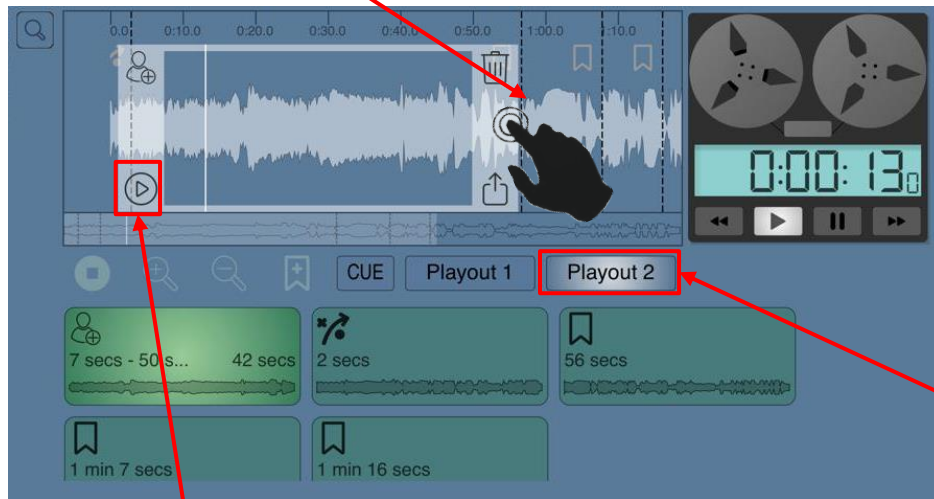 0.0 0:10.0 0:20.0 0:30.0 0:40.0 0:50.0 1:00.0 :10.0
0:00:130
CUE Playout 1 Playout 2
7 secs - 50 s... 42 secs
2 secs
56 secs
1 min 7 secs
1 min 16 secs